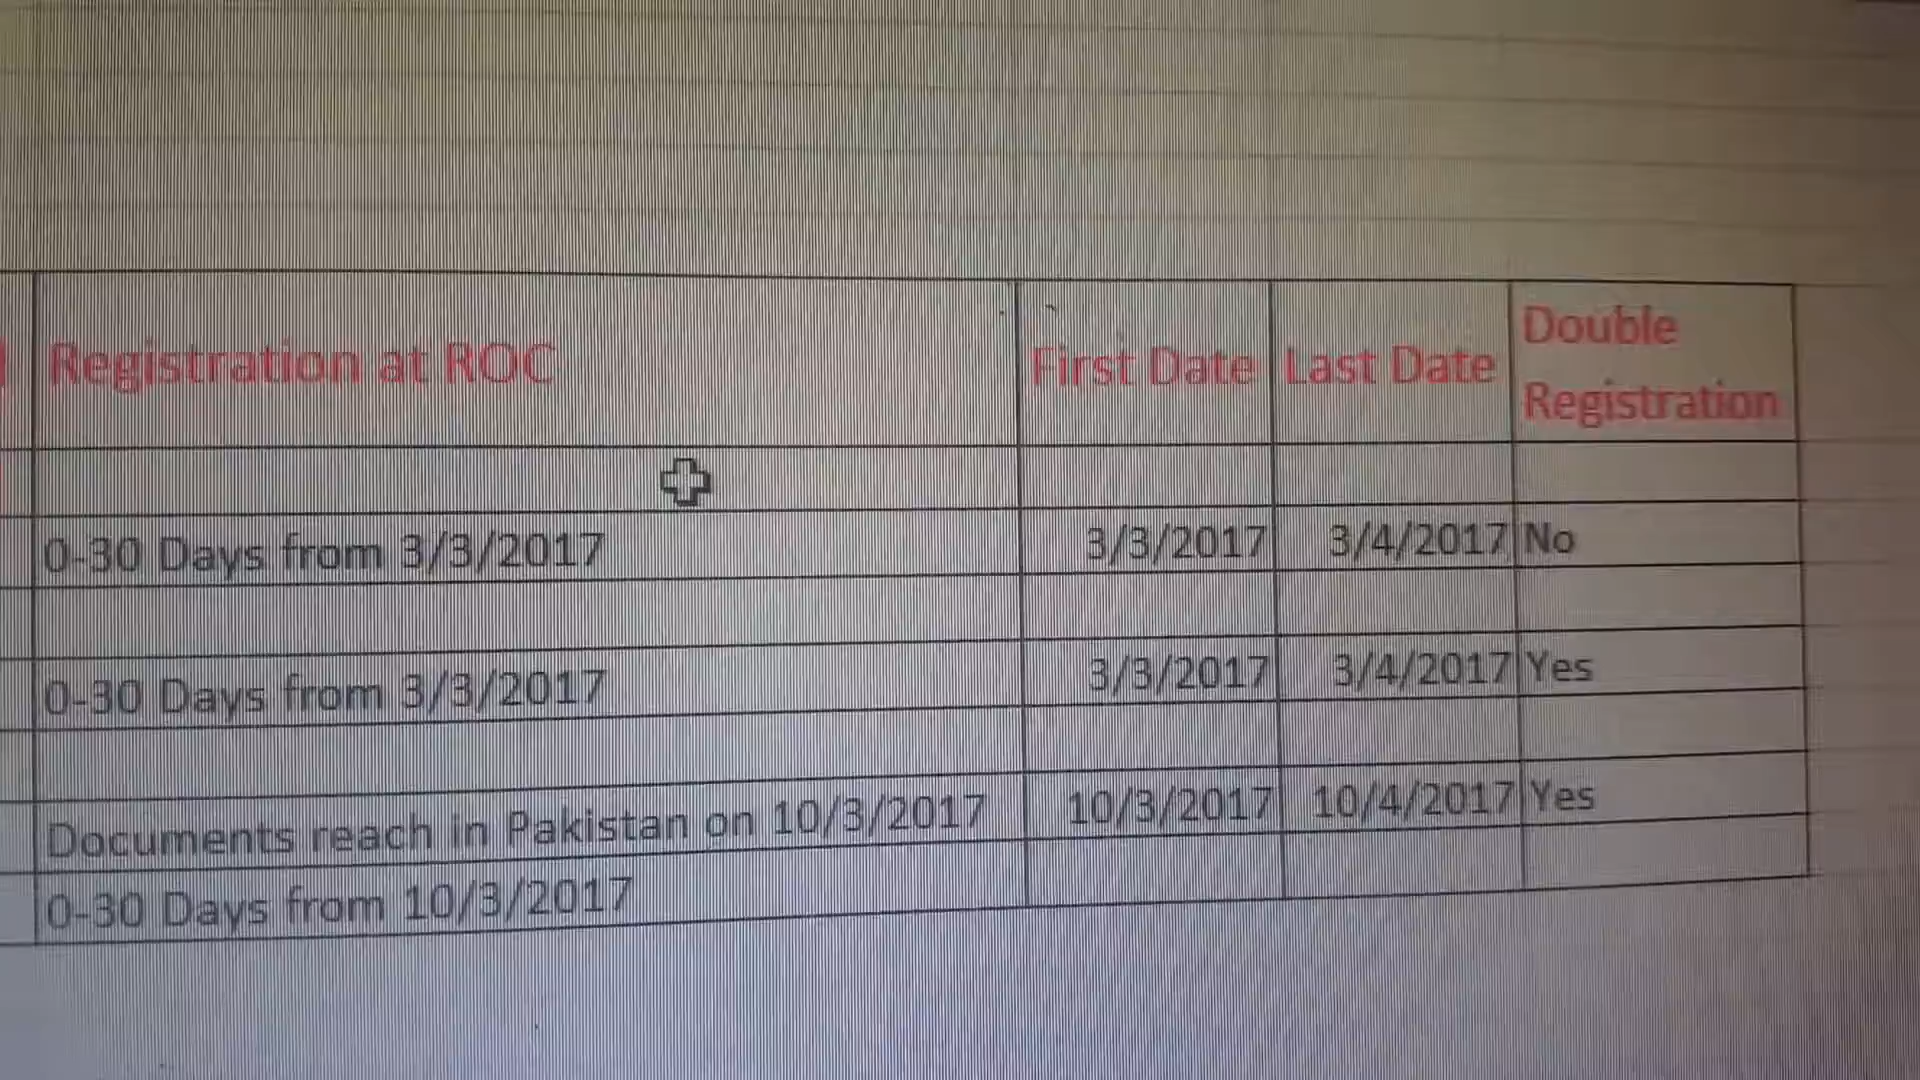 Registration at ROC First Date Last Date Double Registration
0-30 Days from 3/3/2017 3/3/2017 3/4/2017 No
0-30 Days from 3/3/2017 3/3/2017 3/4/2017 Yes
Documents reach in Pakistan on 10/3/2017 10/3/2017 10/4/2017 Yes
0-30 Days from 10/3/2017